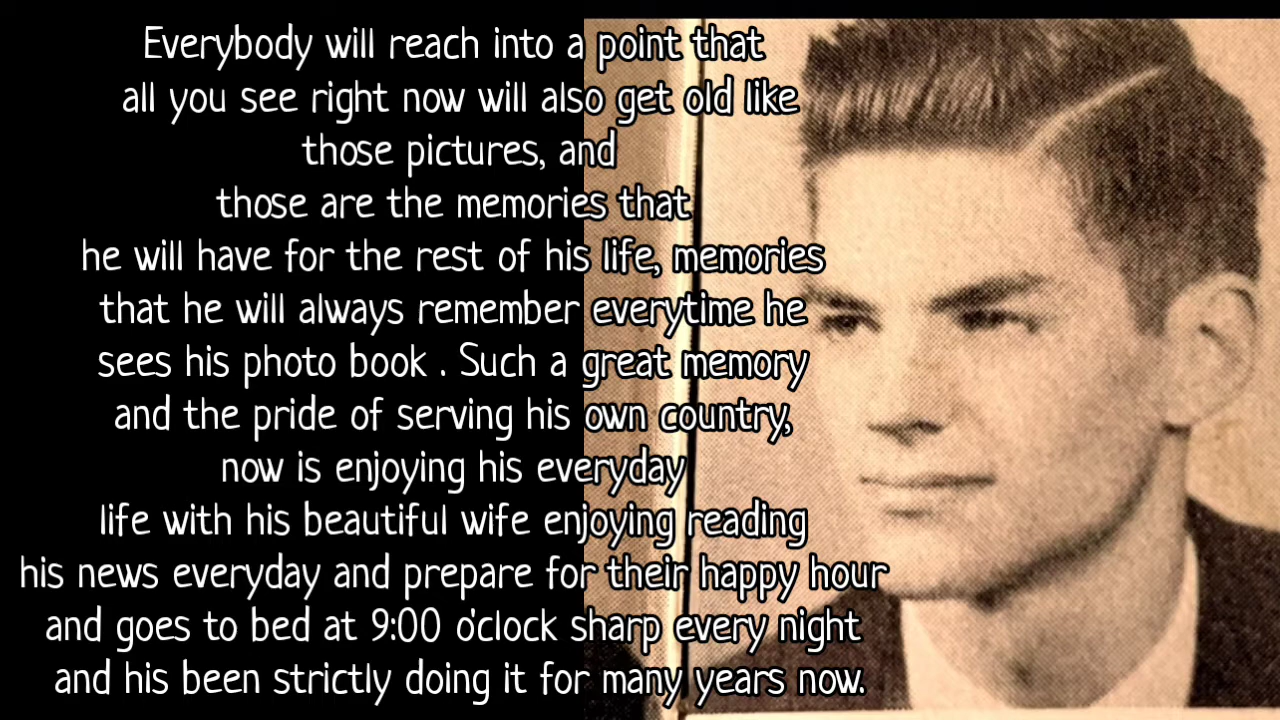 Everybody will reach into a point that
all you see right now will also get old like
those pictures, and
those are the memories that
he will have for the rest of his life, memories
that he will always remember everytime he
sees his photo book . Such a great memory
and the pride of serving his own country,
now is enjoying his everyday
life with his beautiful wife enjoying reading
his news everyday and prepare for their happy hour
and goes to bed at 9:00 o'clock sharp every night
and his been strictly doing it for many years now.